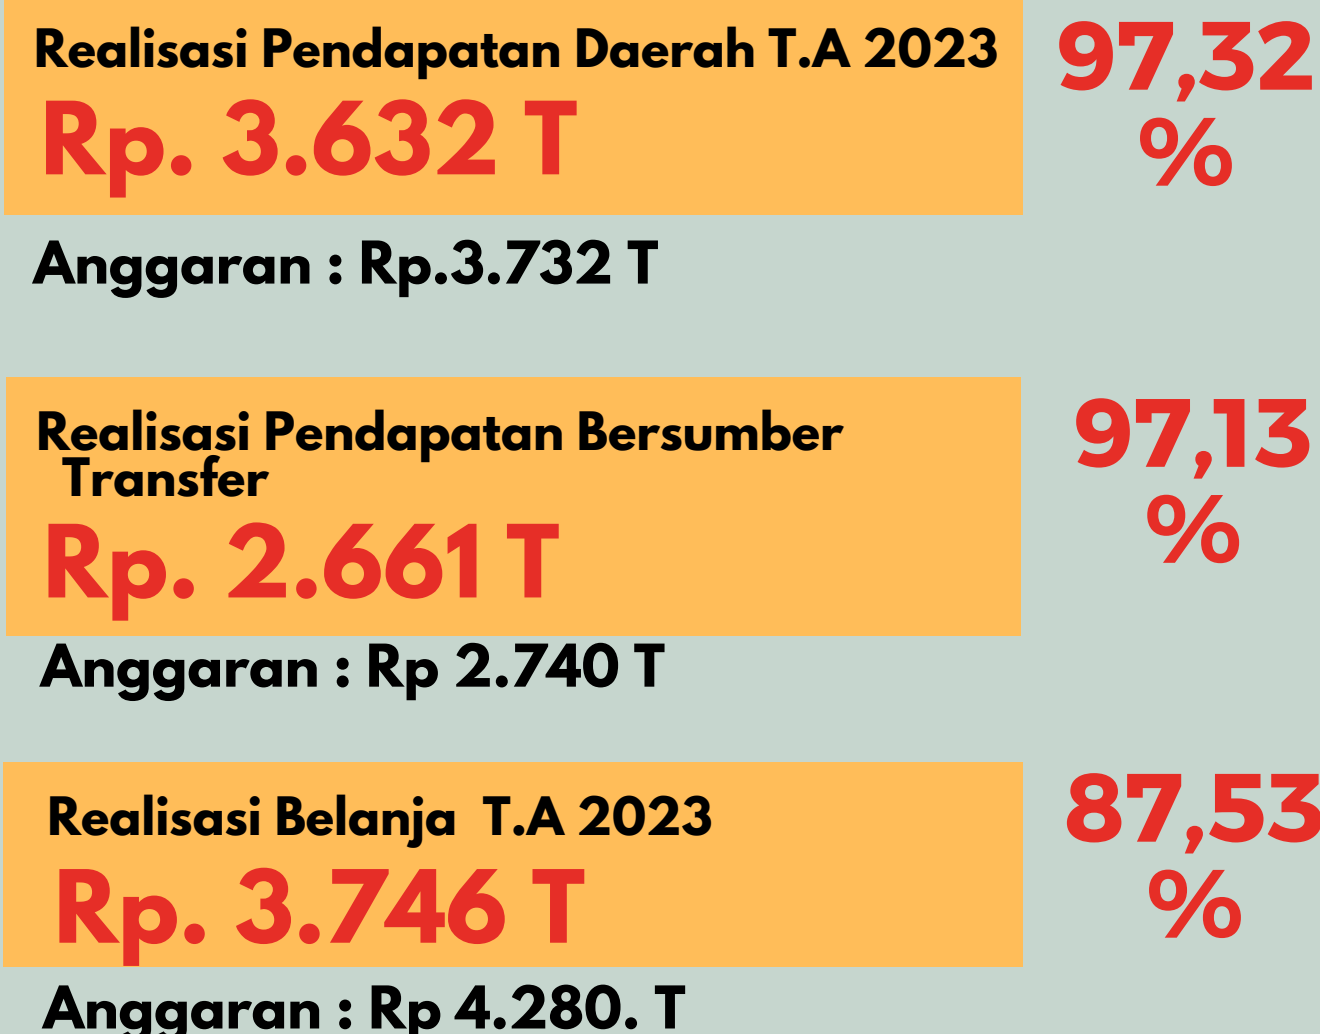 Realisasi Pendapatan Daerah T.A 2023
97,32
%
Rp. 3.632 T
Anggaran : Rp.3.732 T
Realisasi Pendapatan Bersumber
Transfer
97,13
%
Rp. 2.661 T
Anggaran : Rp 2.740 T
Realisasi Belanja T.A 2023
87,53
%
Rp. 3.746 T
Anggaran : Rp 4.280. T